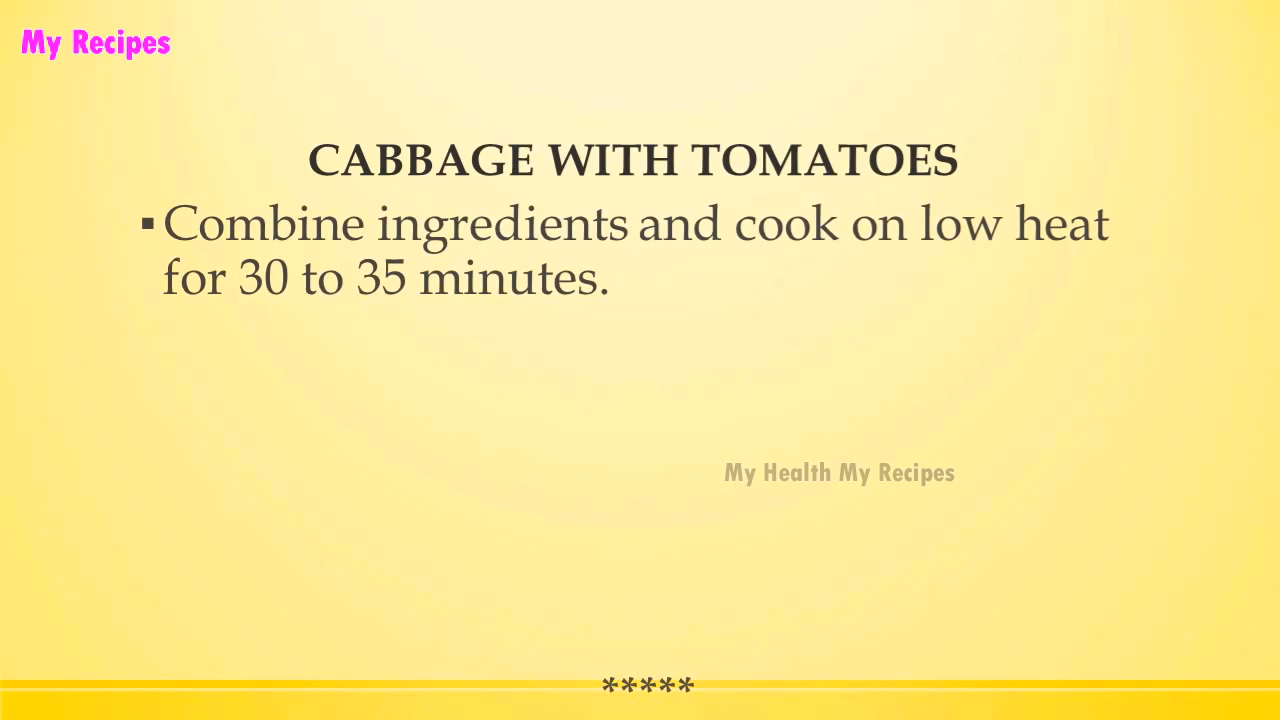 My Recipes
CABBAGE WITH TOMATOES
▪Combine ingredients and cook on low heat
for 30 to 35 minutes.
My Health My Recipes
*****